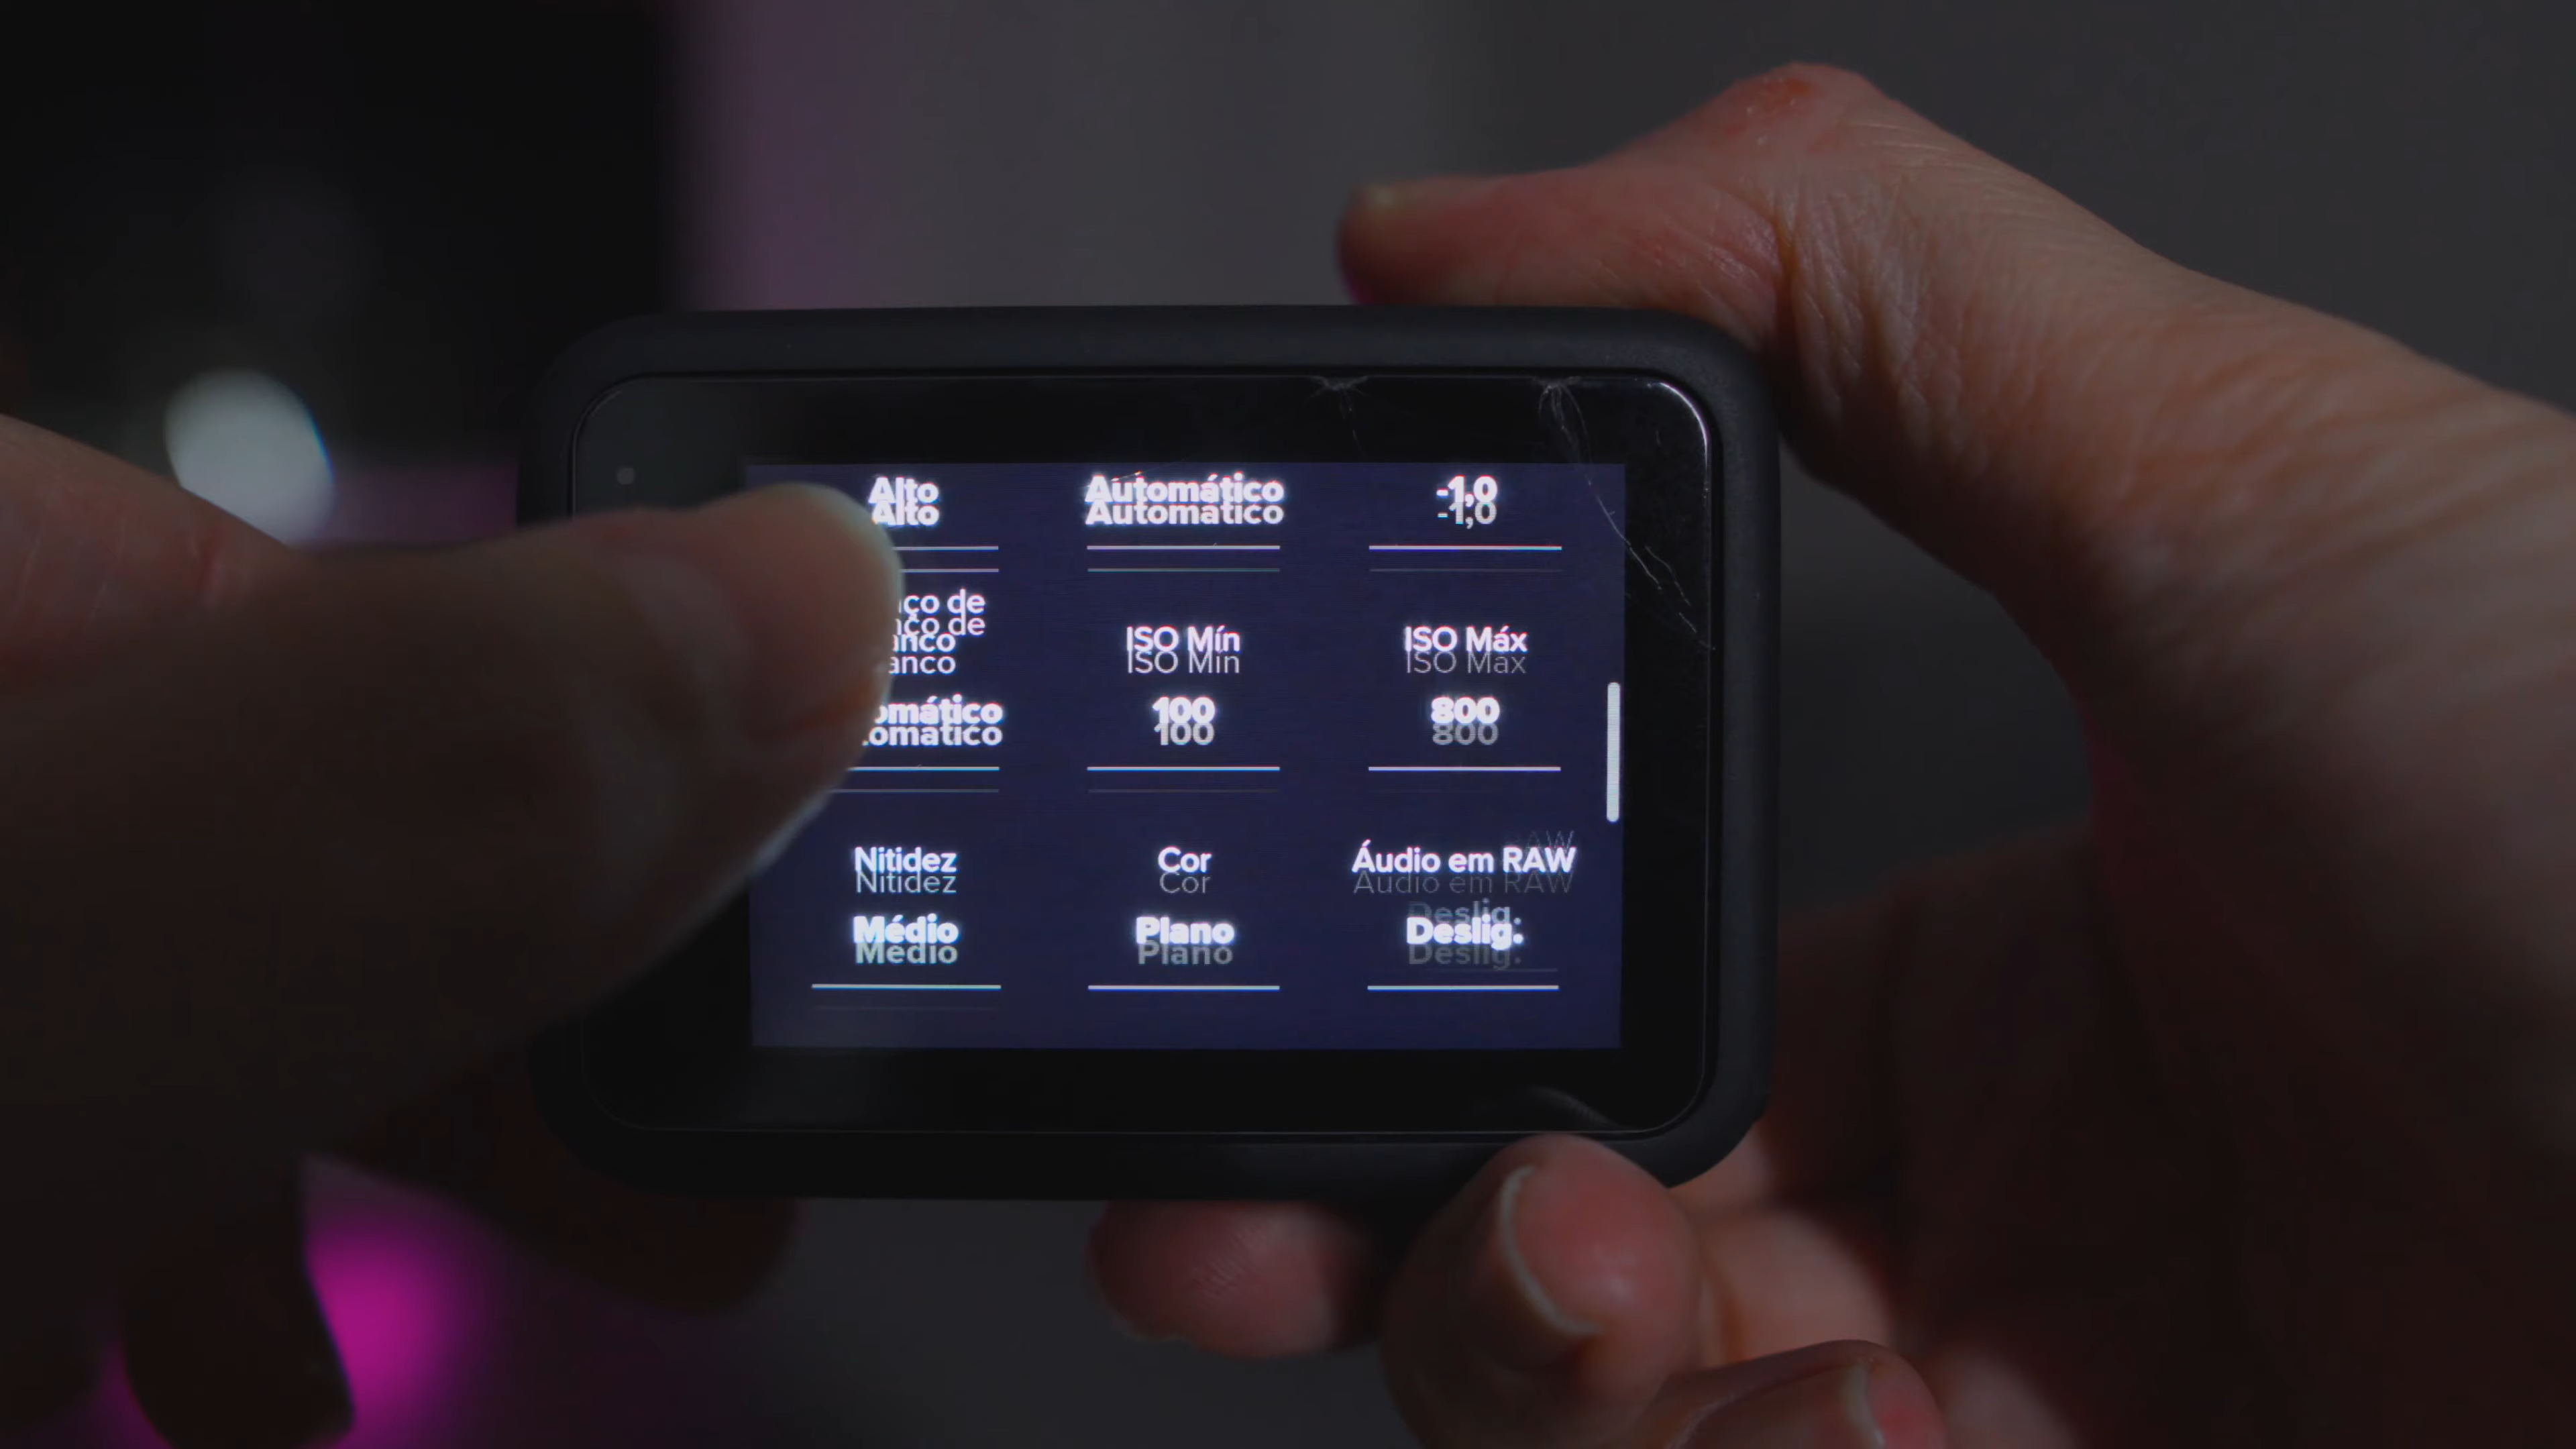 Alto Automático -1,0
ISO Mín ISO Máx
100 800
Nitidez Cor Áudio em RAW
Médio Plano Deslig.